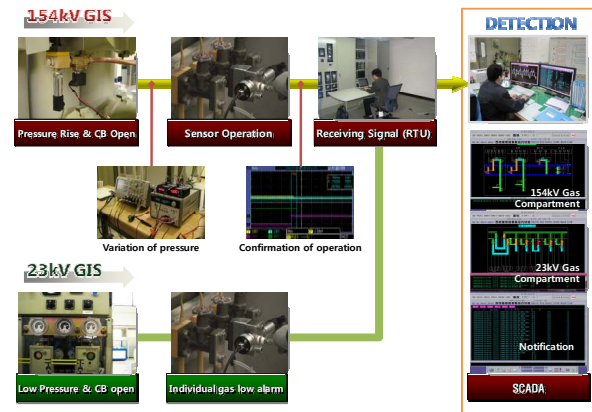 154kV GIS
DETECTION
Pressure Rise & CB Open
Sensor Operation
Receiving Signal (RTU)
154kV Gas
Compartment
Variation of pressure
Confirmation of operation
23kV GIS
23kV Gas
Compartment
Notification
Low Pressure & CB open
Individual gas low alarm
SCADA